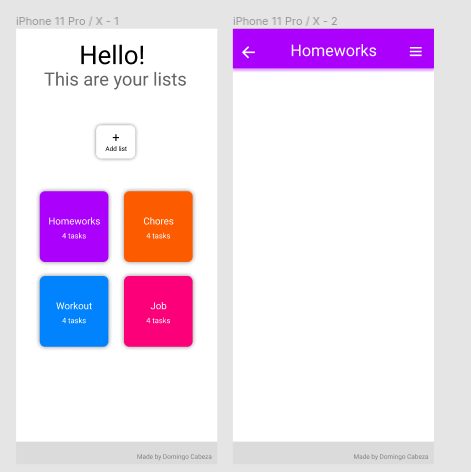 iPhone 11 Pro / X - 1
Hello!
This are your lists
+
Add list
Homeworks
4 tasks
Chores
4 tasks
Workout
4 tasks
Job
4 tasks
Made by Domingo Cabeza
iPhone 11 Pro / X - 2
Homeworks
Made by Domingo Cabeza